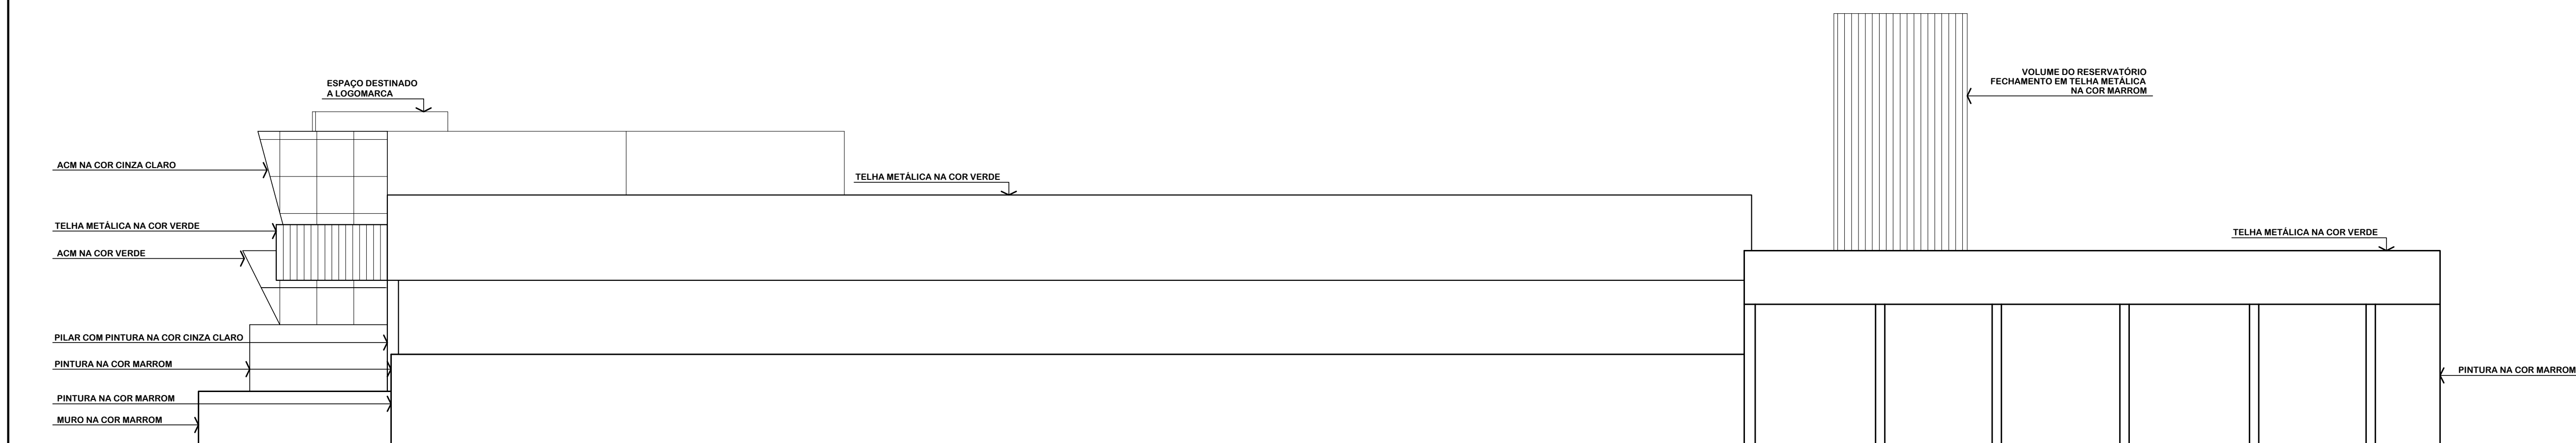 ESPAÇO DESTINADO
A LOGOMARCA
VOLUME DO RESERVATÓRIO
FECHAMENTO EM TELHA METÁLICA
NA COR MARROM
ACM NA COR CINZA CLARO
TELHA METÁLICA NA COR VERDE
TELHA METÁLICA NA COR VERDE
TELHA METÁLICA NA COR VERDE
ACM NA COR VERDE
PILAR COM PINTURA NA COR CINZA CLARO
PINTURA NA COR MARROM
PINTURA NA COR MARROM
PINTURA NA COR MARROM
MURO NA COR MARROM